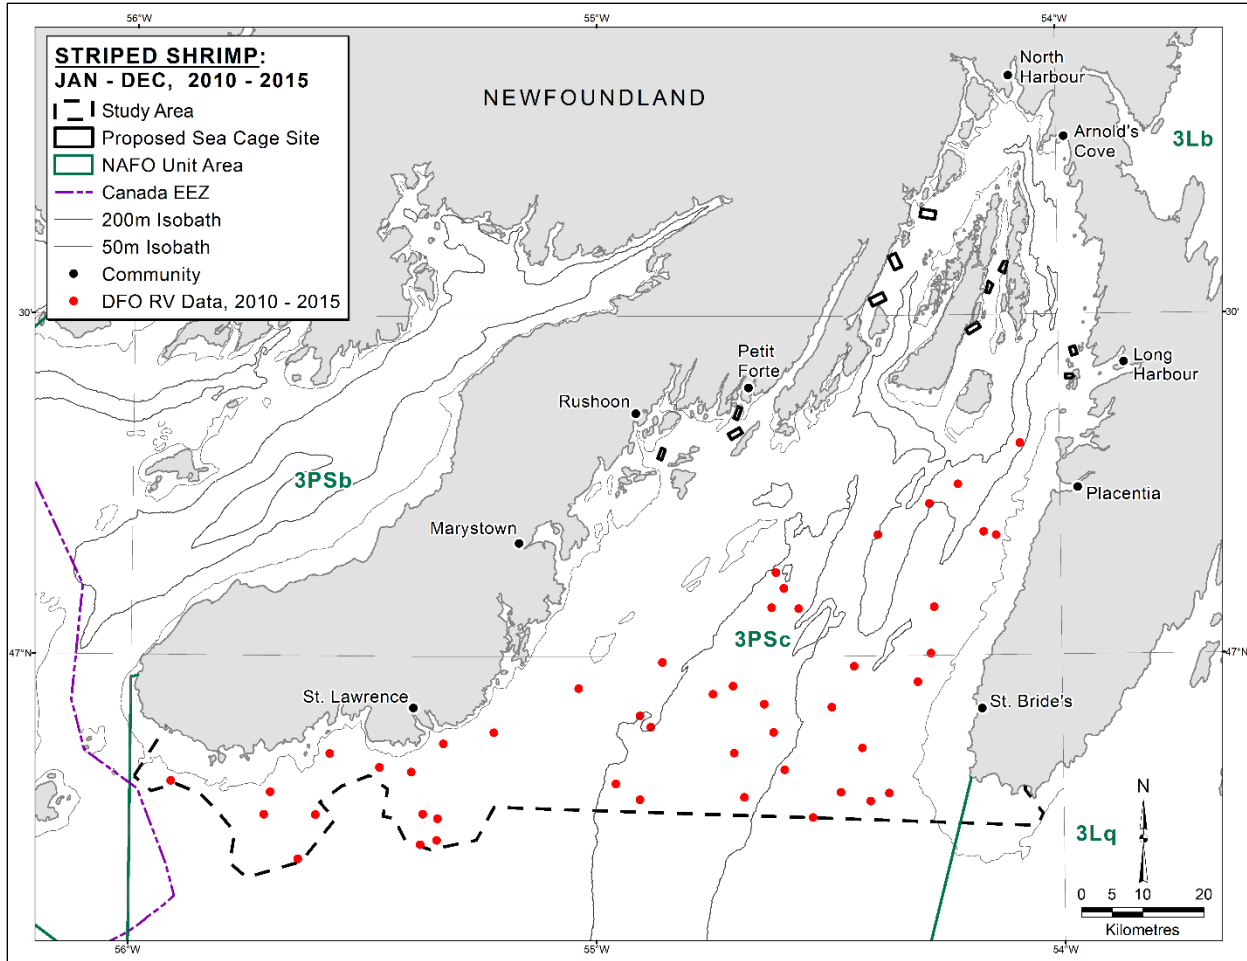 56°W
55°W
54°W
STRIPED SHRIMP:
JAN - DEC, 2010 - 2015
Study Area
Proposed Sea Cage Site
NAFO Unit Area
Canada EEZ
200m Isobath
50m Isobath
Community
DFO RV Data, 2010 - 2015
NEWFOUNDLAND
North
Harbour
Arnold's
Cove
3Lb
30'
30'
Long
Harbour
Petit
Forte
Rushoon
3PSb
Placentia
Marystown
3PSc
47°N
47°N
St. Lawrence
St. Bride's
N
3Lq
0 5 10 20
Kilometres
56°W
55°W
54°W